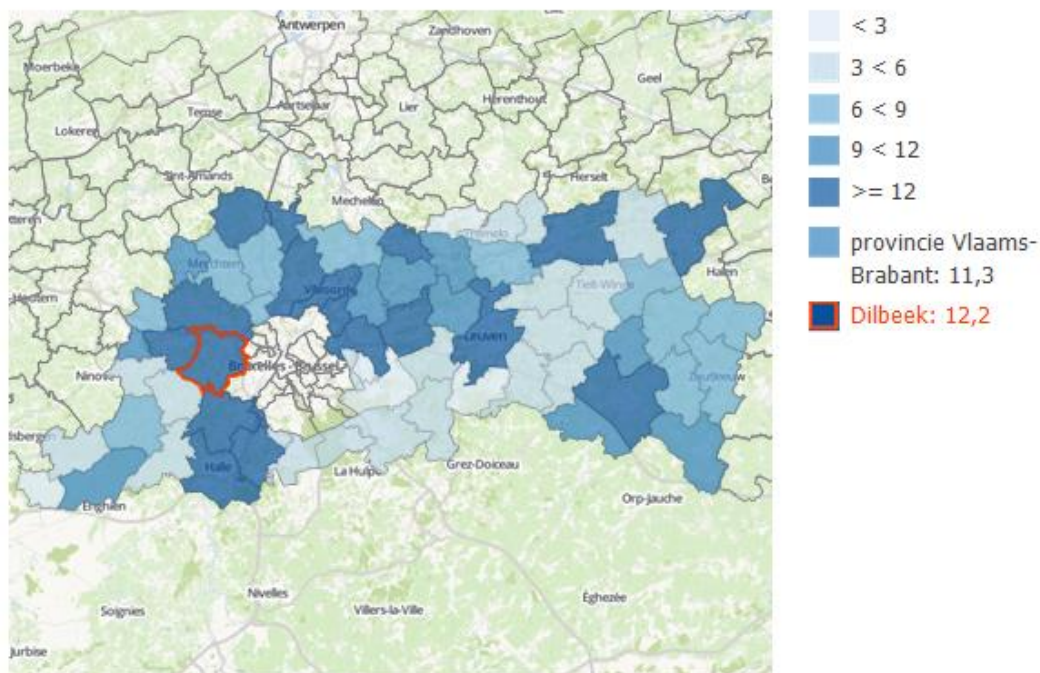 Antwerpen
Zandhoven
Moerbeke
Geel
Temse
Aartselaar
Lier
Herenthout
Lokeren
Sint-Amands
Herselt
Mechelen
Tremelo
Merchtem
Halen
Tielt-Winge
Vilvoorde
Leuven
Bruxelles - Brussel
Ninove
Zoutleeuw
Halle
La Hulpe
Grez-Doiceau
Enghien
Orp-Jauche
Nivelles
Éghezée
Soignies
Villers-la-Ville
Jurbise
< 3
3 < 6
6 < 9
9 < 12
>= 12
provincie Vlaams-
Brabant: 11,3
Dilbeek: 12,2